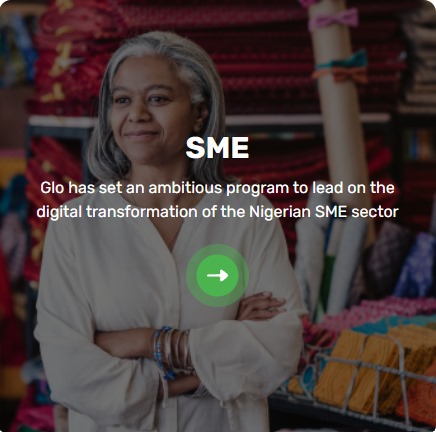 SME
Glo has set an ambitious program to lead on the
digital transformation of the Nigerian SME sector